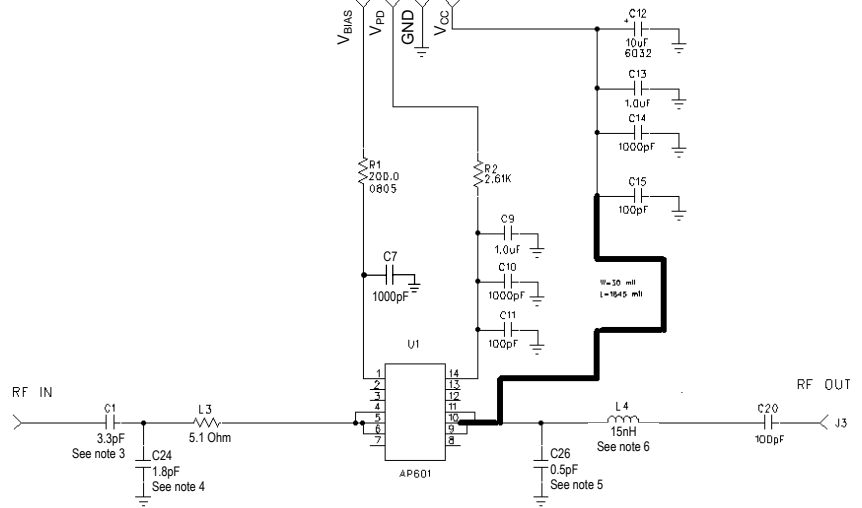 V_BIAS
V_PD
GND
V_CC
C12
+
10uF
6032
C13
1.0uF
C14
1000pF
C15
100pF
R1
200.0
0805
R2
2.61K
C9
1.0uF
C7
1000pF
C10
1000pF
C11
100pF
W=30 mil
L=1645 mil
U1
1
2
3
4
5
6
7
14
13
12
11
10
9
8
AP601
RF IN
C1
3.3pF
See note 3
C24
1.8pF
See note 4
L3
5.1 Ohm
C26
0.5pF
See note 5
L4
15nH
See note 6
C20
100pF
RF OUT
J3